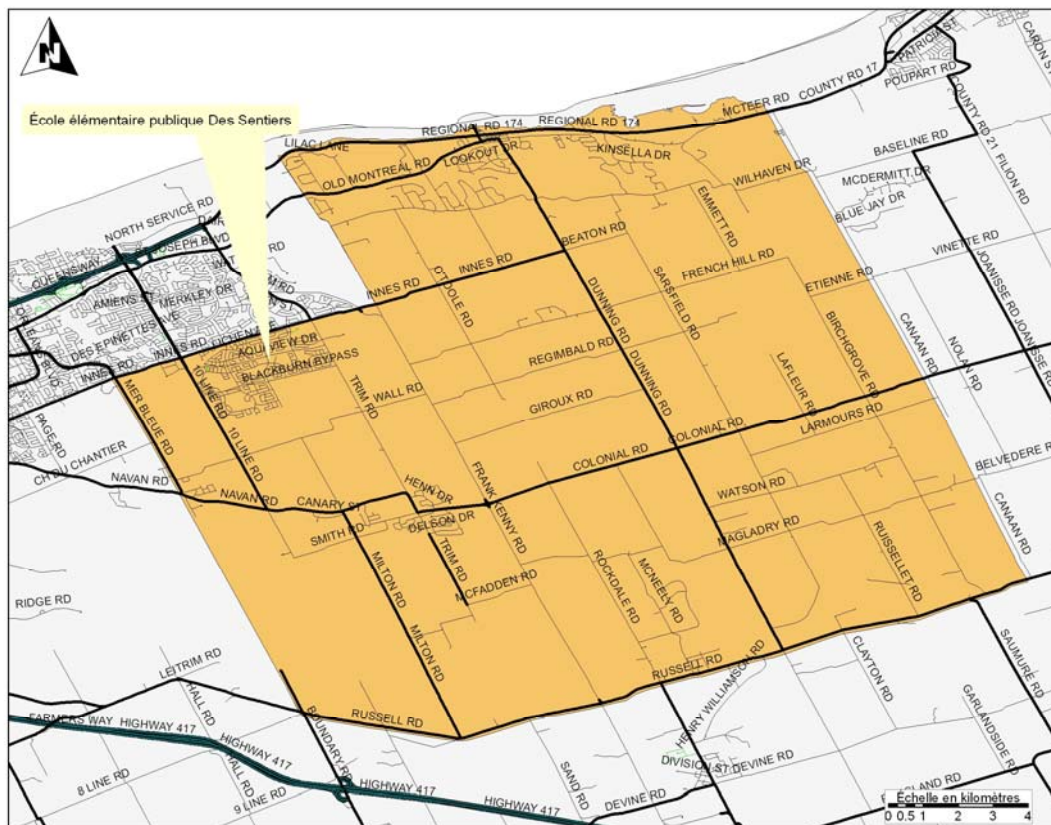 N
École élémentaire publique Des Sentiers
PATRICIA ST
CARON ST
POUPART RD
COUNTY RD 17
MCTEER RD
COUNTY RD 21
FILION RD
REGIONAL RD 174
REGIONAL RD 174
LILAC LANE
LOOKOUT DR
KINSELLA DR
BASELINE RD
OLD MONTREAL RD
WILHAVEN DR
MCDERMITT DR
EMMETT RD
BLUE JAY DR
NORTH SERVICE RD
BEATON RD
VINETTE RD
QUEENSWAY
INNES RD
FRENCH HILL RD
JOANISSE RD
JOANISSE RD
O'TOOLE RD
SARSFIELD RD
ETIENNE RD
MERKLEY DR
INNES RD
DUNNING RD
CANAAN RD
BIRCHGROVE RD
AQUAVIEW DR
REGIMBALD RD
NOLAN RD
BLACKBURN BYPASS
INNES RD
INNES RD
DUNNING RD
LAFLEUR RD
10 LINE RD
TRIM RD
WALL RD
MER BLEUE RD
GIROUX RD
COLONIAL RD
LARMOURS RD
PAGE RD
10 LINE RD
COLONIAL RD
BELVEDERE RD
NAVAN RD
HENN DR
FRANK KENNY RD
NAVAN RD
CANARY ST
WATSON RD
CANAAN RD
SMITH RD
DELSON DR
MAGLADRY RD
RUISSELLET RD
TRIM RD
MILTON RD
MCFADDEN RD
ROCKDALE RD
MCNEELY RD
RIDGE RD
MILTON RD
LEITRIM RD
RUSSELL RD
CLAYTON RD
SAUMURE RD
HALL RD
RUSSELL RD
HENRY WILLIAMSON RD
GARLANDSIDE RD
FARMERS WAY
HIGHWAY 417
BOUNDARY RD
HIGHWAY 417
HALL RD
DIVISION ST
DEVINE RD
SAND RD
8 LINE RD
HIGHWAY 417
9 LINE RD
HIGHWAY 417
DEVINE RD
Échelle en kilomètres
0 0.5 1 2 3 4